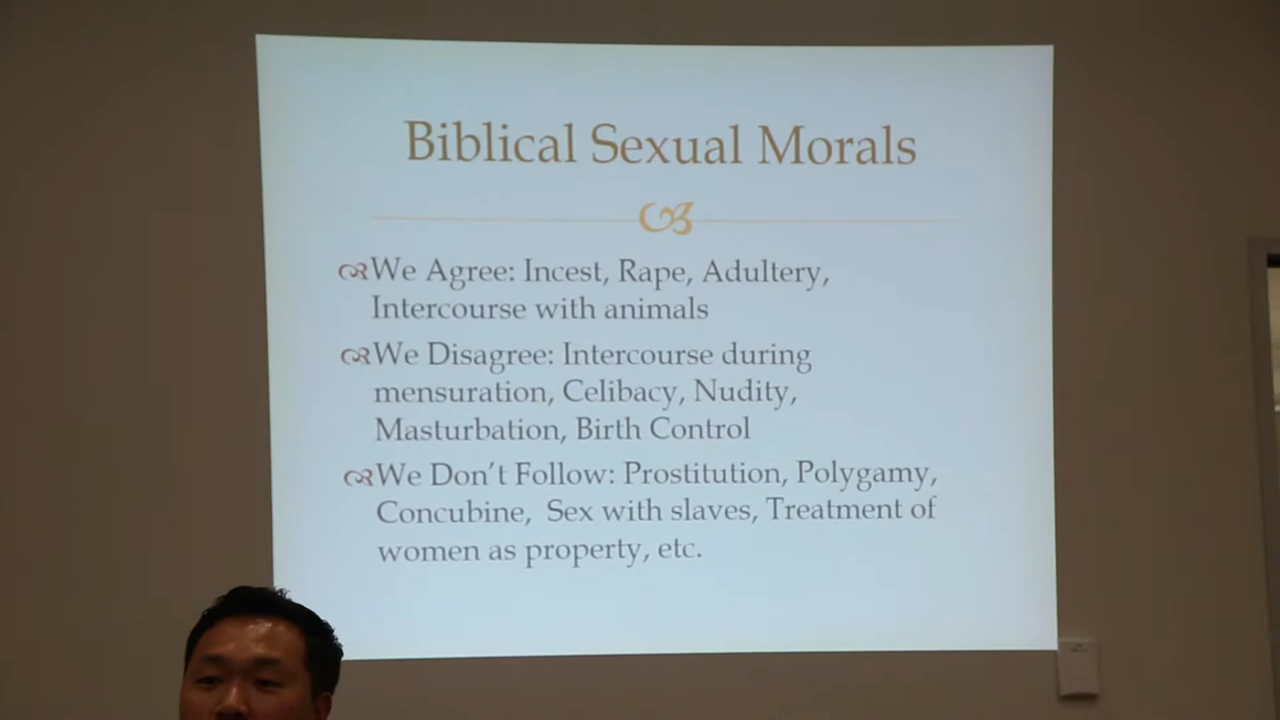 Biblical Sexual Morals
We Agree: Incest, Rape, Adultery,
Intercourse with animals
We Disagree: Intercourse during
mensuration, Celibacy, Nudity,
Masturbation, Birth Control
We Don't Follow: Prostitution, Polygamy,
Concubine, Sex with slaves, Treatment of
women as property, etc.